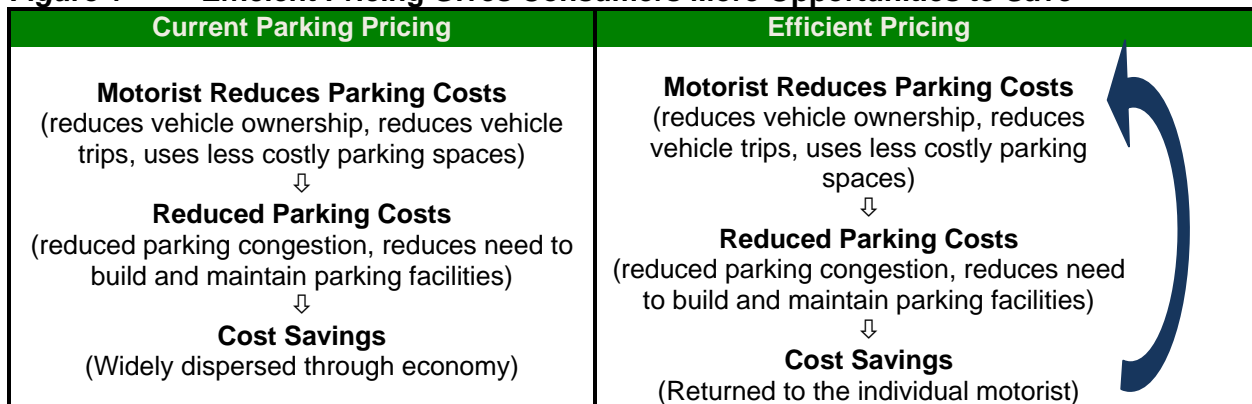 Current Parking Pricing
Motorist Reduces Parking Costs
(reduces vehicle ownership, reduces vehicle
trips, uses less costly parking spaces)
⇩
Reduced Parking Costs
(reduced parking congestion, reduces need to
build and maintain parking facilities)
⇩
Cost Savings
(Widely dispersed through economy)
Efficient Pricing
Motorist Reduces Parking Costs
(reduces vehicle ownership, reduces
vehicle trips, uses less costly parking
spaces)
⇩
Reduced Parking Costs
(reduced parking congestion, reduces need
to build and maintain parking facilities)
⇩
Cost Savings
(Returned to the individual motorist)